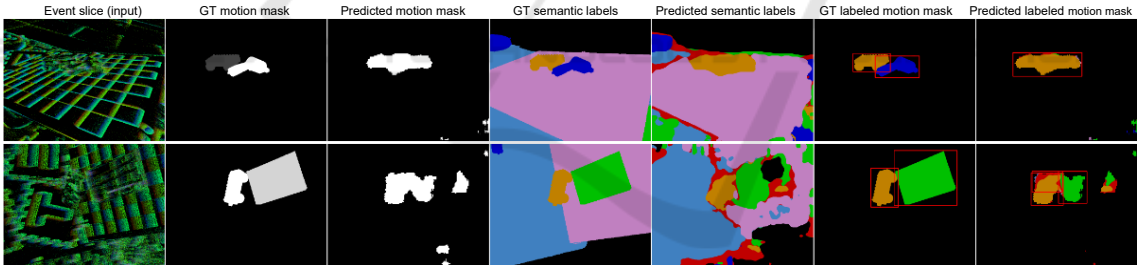 Event slice (input) GT motion mask Predicted motion mask GT semantic labels Predicted semantic labels GT labeled motion mask Predicted labeled motion mask